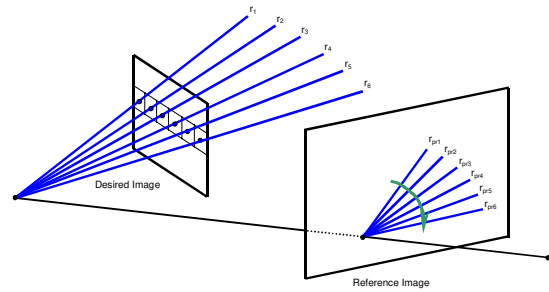 r1
r2
r3
r4
r5
r6
Desired Image
rpr1
rpr2
rpr3
rpr4
rpr5
rpr6
Reference Image